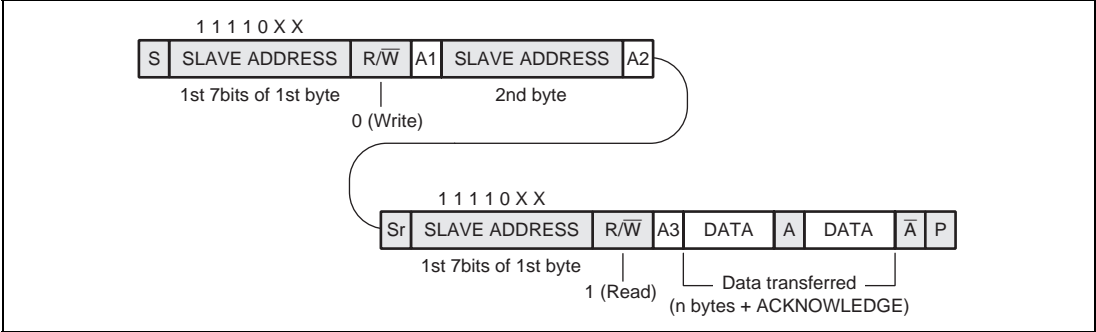 1 1 1 1 0 X X
S SLAVE ADDRESS R/W̅ A1 SLAVE ADDRESS A2
1st 7bits of 1st byte 2nd byte
0 (Write)
1 1 1 1 0 X X
Sr SLAVE ADDRESS R/W̅ A3 DATA A DATA A̅ P
1st 7bits of 1st byte
1 (Read)
Data transferred
(n bytes + ACKNOWLEDGE)